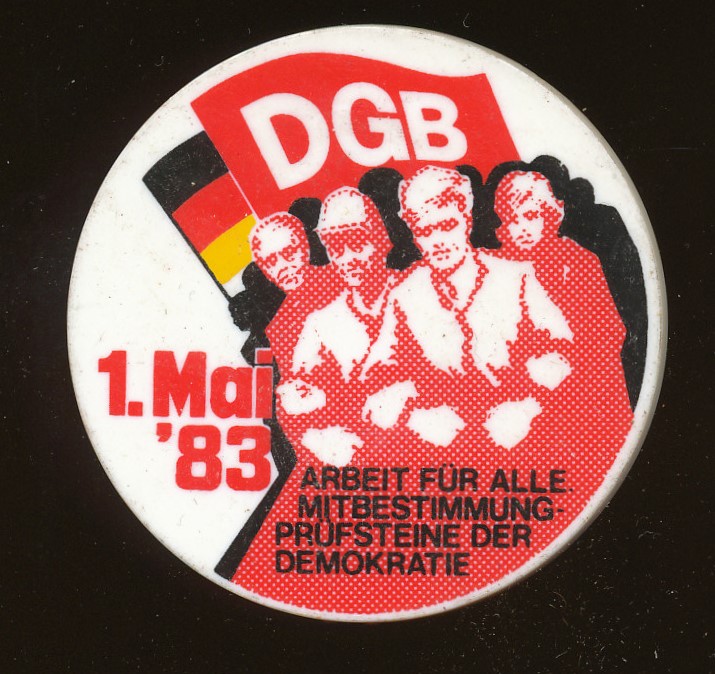 DGB
1. Mai
'83
ARBEIT FÜR ALLE
MITBESTIMMUNG-
PRÜFSTEINE DER
DEMOKRATIE